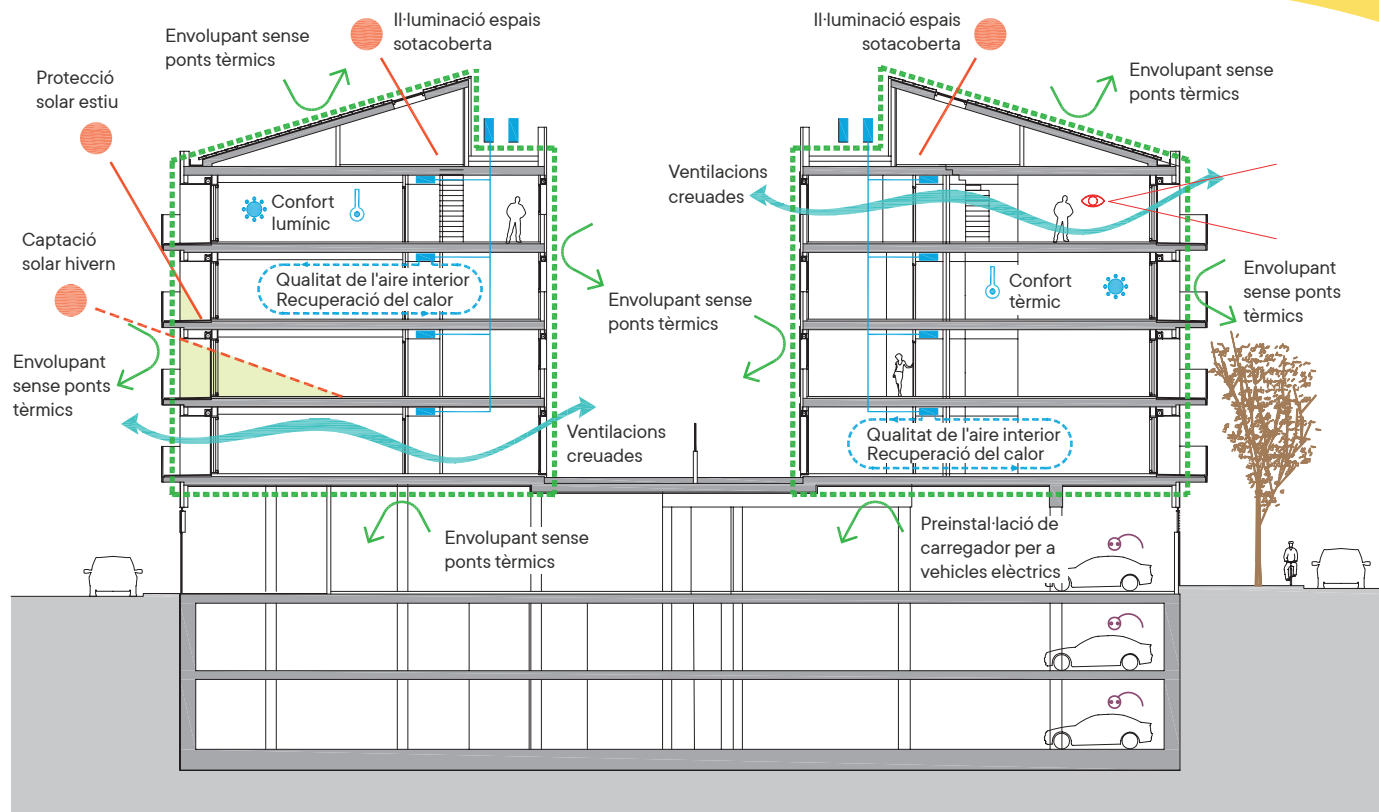 Il·luminació espais
sotacoberta
Il·luminació espais
sotacoberta
Envolupant sense
ponts tèrmics
Envolupant sense
ponts tèrmics
Protecció
solar estiu
Ventilacions
creuades
Confort
lumínic
Captació
solar hivern
Qualitat de l'aire interior
Recuperació del calor
Envolupant sense
ponts tèrmics
Confort
tèrmic
Envolupant
sense ponts
tèrmics
Envolupant
sense ponts
tèrmics
Ventilacions
creuades
Qualitat de l'aire interior
Recuperació del calor
Envolupant sense
ponts tèrmics
Preinstal·lació de
carregador per a
vehicles elèctrics